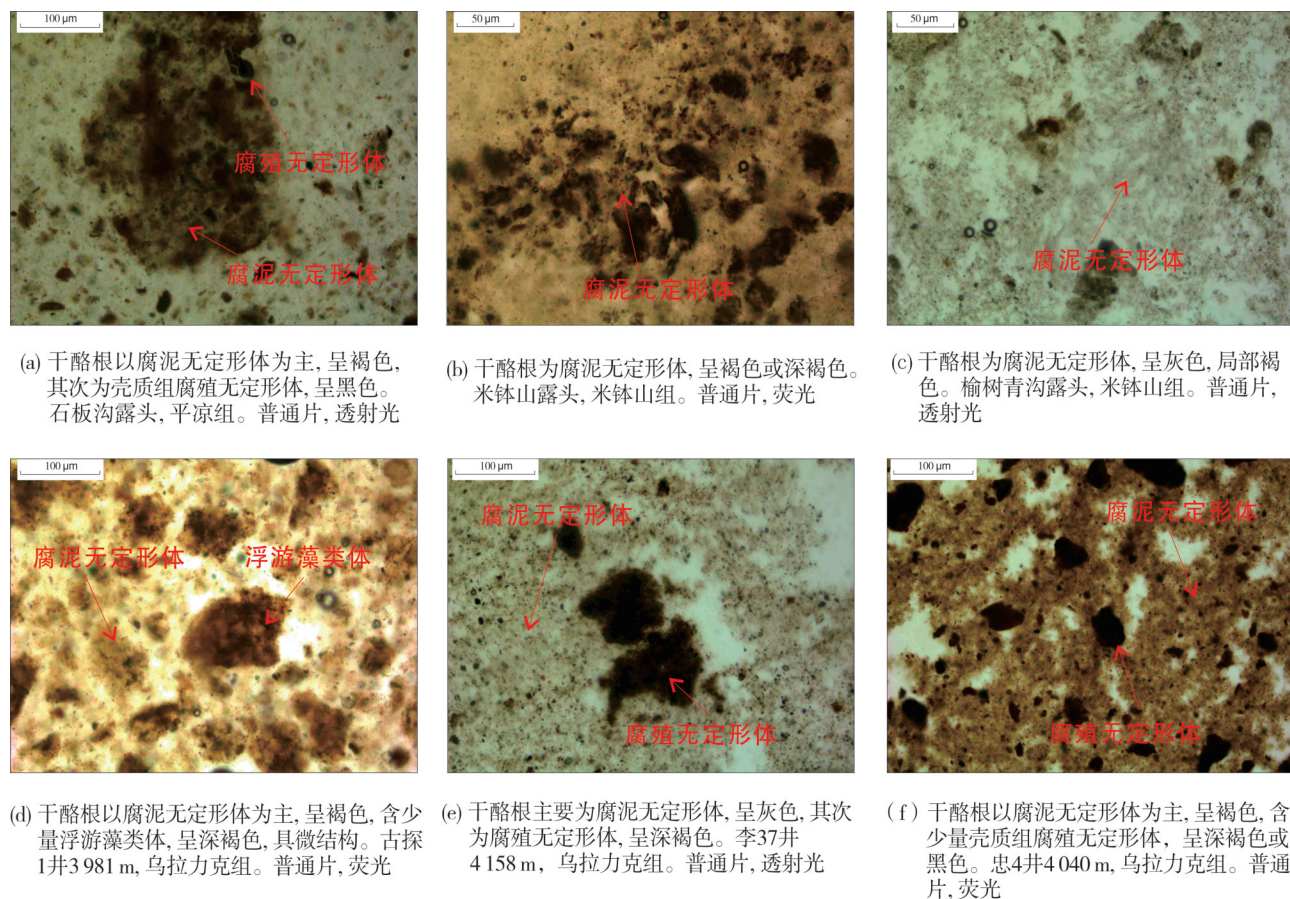 100 μm
50 μm
50 μm
腐殖无定形体
腐泥无定形体
腐泥无定形体
腐泥无定形体
(a) 干酪根以腐泥无定形体为主, 呈褐色,
其次为壳质组腐殖无定形体, 呈黑色。
石板沟露头, 平凉组。普通片, 透射光
(b) 干酪根为腐泥无定形体, 呈褐色或深褐色。
米钵山露头, 米钵山组。普通片, 荧光
(c) 干酪根为腐泥无定形体, 呈灰色, 局部褐
色。榆树青沟露头, 米钵山组。普通片,
透射光
100 μm
100 μm
100 μm
腐泥无定形体
浮游藻类体
腐泥无定形体
腐殖无定形体
腐泥无定形体
腐殖无定形体
(d) 干酪根以腐泥无定形体为主, 呈褐色, 含少
量浮游藻类体, 呈深褐色, 具微结构。古探
1井3 981 m, 乌拉力克组。普通片, 荧光
(e) 干酪根主要为腐泥无定形体, 呈灰色, 其次
为腐殖无定形体, 呈深褐色。李37井
4 158 m, 乌拉力克组。普通片, 透射光
(f) 干酪根以腐泥无定形体为主, 呈褐色, 含
少量壳质组腐殖无定形体, 呈深褐色或
黑色。忠4井4 040 m, 乌拉力克组。普通
片, 荧光